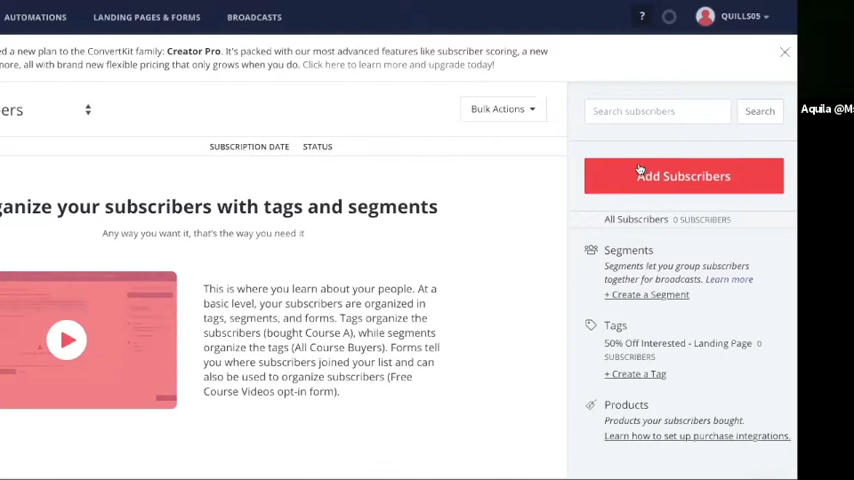 AUTOMATIONS LANDING PAGES & FORMS BROADCASTS ? QUILLS05
ed a new plan to the ConvertKit family: Creator Pro. It's packed with our most advanced features like subscriber scoring, a new
more, all with brand new flexible pricing that only grows when you do. Click here to learn more and upgrade today!
bers
Bulk Actions
Search subscribers Search
SUBSCRIPTION DATE STATUS
Add Subscribers
ganize your subscribers with tags and segments
Any way you want it, that's the way you need it
This is where you learn about your people. At a
basic level, your subscribers are organized in
tags, segments, and forms. Tags organize the
subscribers (bought Course A), while segments
organize the tags (All Course Buyers). Forms tell
you where subscribers joined your list and can
also be used to organize subscribers (Free
Course Videos opt-in form).
All Subscribers 0 SUBSCRIBERS
Segments
Segments let you group subscribers
together for broadcasts. Learn more
+ Create a Segment
Tags
50% Off Interested - Landing Page 0
SUBSCRIBERS
+ Create a Tag
Products
Products your subscribers bought.
Learn how to set up purchase integrations.
Aquila @Ms